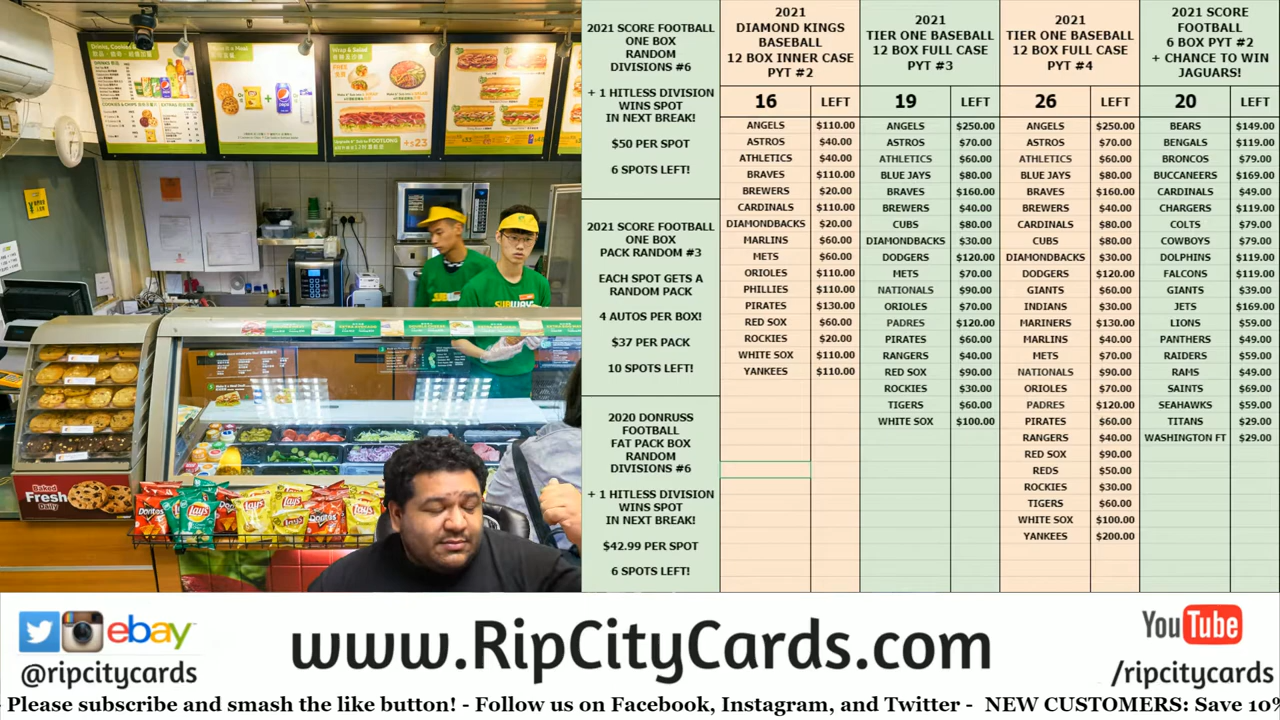 Drinks, Cookies &
Wrap & Salad
FREE
+$23
SUBWAY
Baked
Fresh
Daily
Doritos
Lay's
Lay's
Lay's
Doritos
Lay's
2021 SCORE FOOTBALL
ONE BOX
RANDOM
DIVISIONS #6
+ 1 HITLESS DIVISION
WINS SPOT
IN NEXT BREAK!
$50 PER SPOT
6 SPOTS LEFT!
2021 SCORE FOOTBALL
ONE BOX
PACK RANDOM #3
EACH SPOT GETS A
RANDOM PACK
4 AUTOS PER BOX!
$37 PER PACK
10 SPOTS LEFT!
2020 DONRUSS
FOOTBALL
FAT PACK BOX
RANDOM
DIVISIONS #6
+ 1 HITLESS DIVISION
WINS SPOT
IN NEXT BREAK!
$42.99 PER SPOT
6 SPOTS LEFT!
2021
DIAMOND KINGS
BASEBALL
12 BOX INNER CASE
PYT #2
16 LEFT
ANGELS $110.00
ASTROS $40.00
ATHLETICS $40.00
BRAVES $110.00
BREWERS $20.00
CARDINALS $110.00
DIAMONDBACKS $20.00
MARLINS $60.00
METS $60.00
ORIOLES $110.00
PHILLIES $110.00
PIRATES $130.00
RED SOX $60.00
ROCKIES $20.00
WHITE SOX $110.00
YANKEES $110.00
2021
TIER ONE BASEBALL
12 BOX FULL CASE
PYT #3
19 LEFT
ANGELS $250.00
ASTROS $70.00
ATHLETICS $60.00
BLUE JAYS $80.00
BRAVES $160.00
BREWERS $40.00
CUBS $80.00
DIAMONDBACKS $30.00
DODGERS $120.00
METS $70.00
NATIONALS $90.00
ORIOLES $70.00
PADRES $120.00
PIRATES $60.00
RANGERS $40.00
RED SOX $90.00
ROCKIES $30.00
TIGERS $60.00
WHITE SOX $100.00
2021
TIER ONE BASEBALL
12 BOX FULL CASE
PYT #4
26 LEFT
ANGELS $250.00
ASTROS $70.00
ATHLETICS $60.00
BLUE JAYS $80.00
BRAVES $160.00
BREWERS $40.00
CARDINALS $80.00
CUBS $80.00
DIAMONDBACKS $30.00
DODGERS $120.00
GIANTS $60.00
INDIANS $30.00
MARINERS $130.00
MARLINS $40.00
METS $70.00
NATIONALS $90.00
ORIOLES $70.00
PADRES $120.00
PIRATES $60.00
RANGERS $40.00
RED SOX $90.00
REDS $50.00
ROCKIES $30.00
TIGERS $60.00
WHITE SOX $100.00
YANKEES $200.00
2021 SCORE
FOOTBALL
6 BOX PYT #2
+ CHANCE TO WIN
JAGUARS!
20 LEFT
BEARS $149.00
BENGALS $119.00
BRONCOS $79.00
BUCCANEERS $169.00
CARDINALS $49.00
CHARGERS $119.00
COLTS $79.00
COWBOYS $79.00
DOLPHINS $119.00
FALCONS $119.00
GIANTS $39.00
JETS $169.00
LIONS $59.00
PANTHERS $49.00
RAIDERS $59.00
RAMS $49.00
SAINTS $69.00
SEAHAWKS $59.00
TITANS $29.00
WASHINGTON FT $29.00
ebay
@ripcitycards
www.RipCityCards.com
YouTube
/ripcitycards
- Please subscribe and smash the like button! - Follow us on Facebook, Instagram, and Twitter - NEW CUSTOMERS: Save 10%